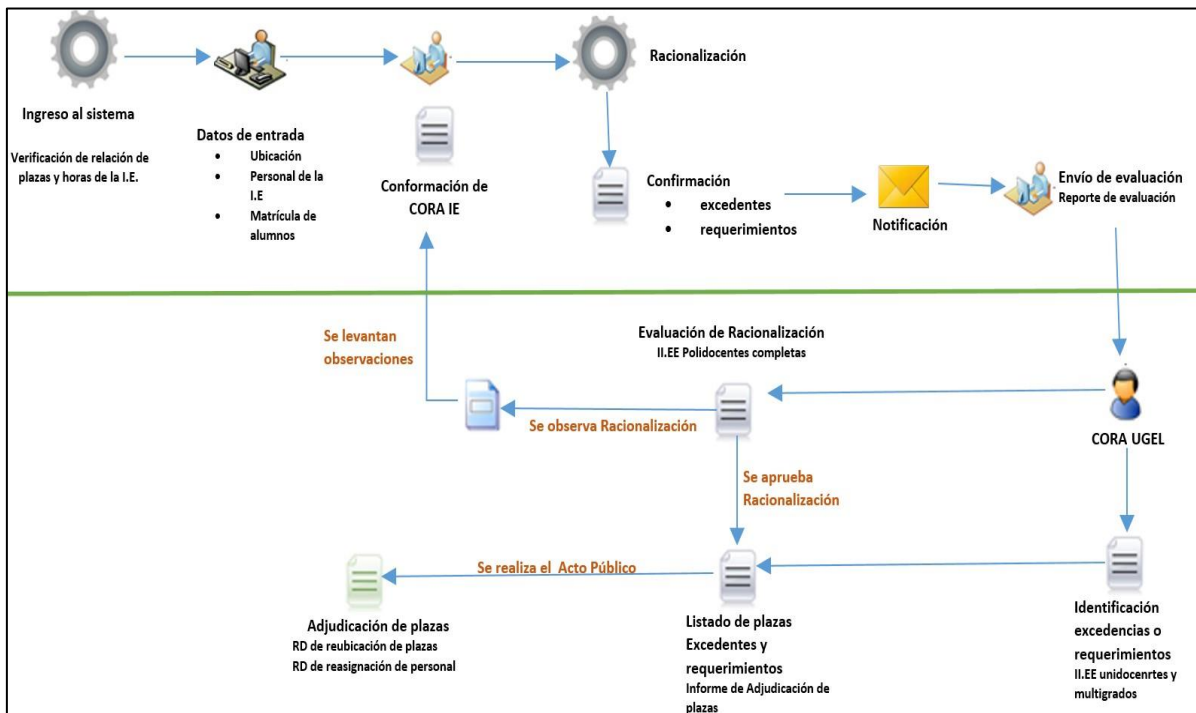 Ingreso al sistema
Verificación de relación de
plazas y horas de la I.E.
Datos de entrada
• Ubicación
• Personal de la
I.E
• Matrícula de
alumnos
Conformación de
CORA IE
Racionalización
Confirmación
• excedentes
• requerimientos
Notificación
Envío de evaluación
Reporte de evaluación
Se levantan
observaciones
Evaluación de Racionalización
II.EE Polidocentes completas
Se observa Racionalización
CORA UGEL
Se aprueba
Racionalización
Se realiza el Acto Público
Adjudicación de plazas
RD de reubicación de plazas
RD de reasignación de personal
Listado de plazas
Excedentes y
requerimientos
Informe de Adjudicación de
plazas
Identificación
excedencias o
requerimientos
II.EE unidocenrtes y
multigrados